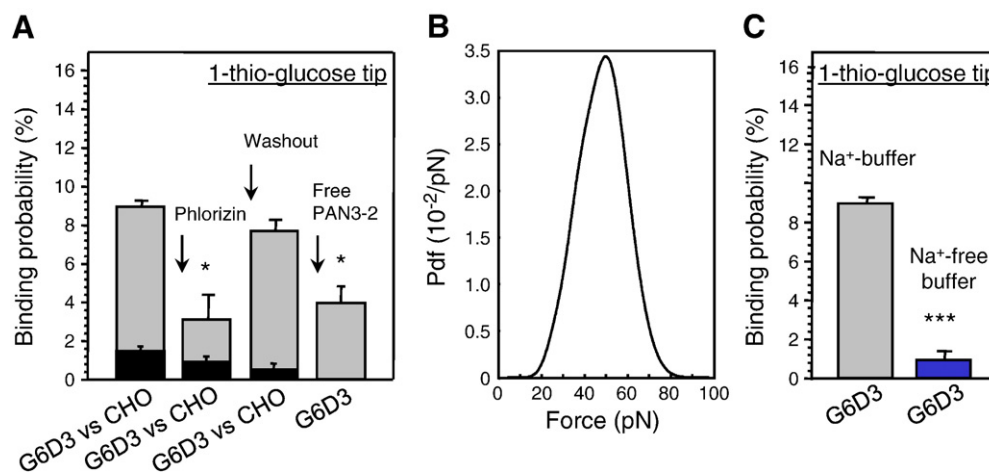 A
Binding probability (%)
16
14
12
10
8
6
4
2
0
1-thio-glucose tip
Washout
Phlorizin
Free
PAN3-2
*
*
G6D3 vs CHO
G6D3 vs CHO
G6D3 vs CHO
G6D3
B
Pdf (10⁻²/pN)
3.5
3.0
2.5
2.0
1.5
1.0
0.5
0
0
20
40
60
80
100
Force (pN)
C
Binding probability (%)
16
14
12
10
8
6
4
2
0
1-thio-glucose tip
Na⁺-buffer
Na⁺-free
buffer
***
G6D3
G6D3